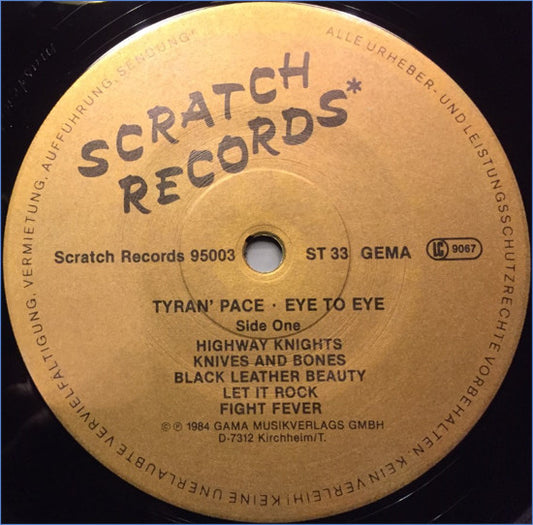 SCRATCH
RECORDS*
Scratch Records 95003
ST 33 GEMA LC 9067
TYRAN' PACE · EYE TO EYE
Side One
HIGHWAY KNIGHTS
KNIVES AND BONES
BLACK LEATHER BEAUTY
LET IT ROCK
FIGHT FEVER
© ℗ 1984 GAMA MUSIKVERLAGS GMBH
D-7312 Kirchheim/T.
ALLE URHEBER- UND LEISTUNGSSCHUTZRECHTE VORBEHALTEN. KEIN VERLEIH! KEINE UNERLAUBTE VERVIELFÄLTIGUNG, VERMIETUNG, AUFFÜHRUNG, SENDUNG!